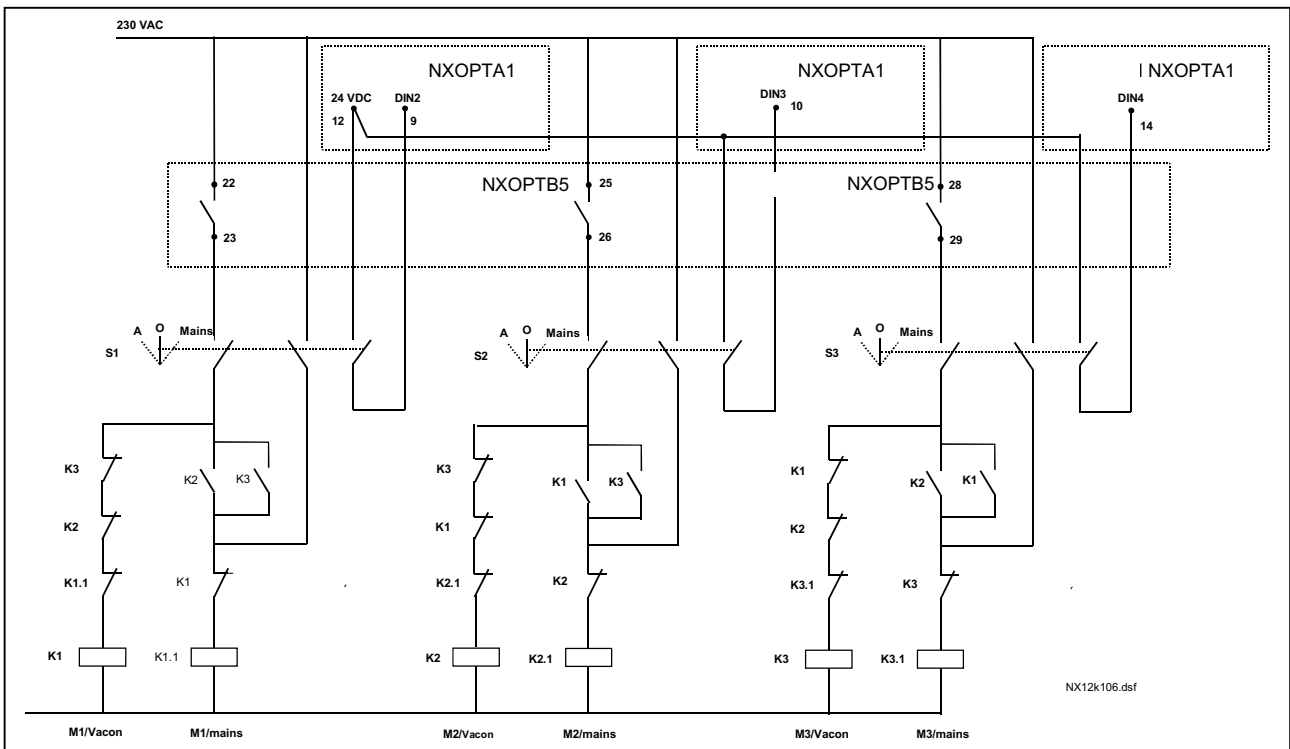 230 VAC
NXOPTA1 NXOPTA1 I NXOPTA1
24 VDC DIN2 DIN3 DIN4
12 9 10 14
22 NXOPTB5 25 NXOPTB5 28
23 26 29
A O Mains A O Mains A O Mains
S1 S2 S3
K3 K2 K3 K3 K1 K3 K1 K2 K1
K2 K1 K2
K1.1 K1 K2.1 K2 K3.1 K3
K1 K1.1 K2 K2.1 K3 K3.1
NX12k106.dsf
M1/Vacon M1/mains M2/Vacon M2/mains M3/Vacon M3/mains